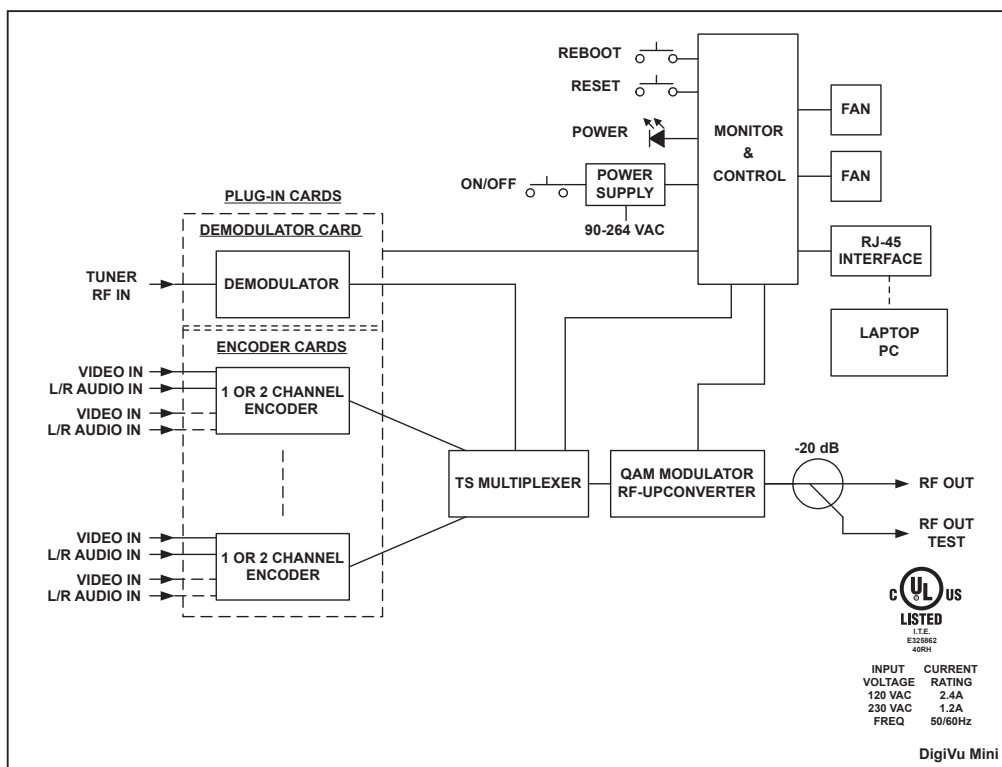 REBOOT
RESET
POWER
ON/OFF
POWER
SUPPLY
90-264 VAC
MONITOR
&
CONTROL
FAN
FAN
RJ-45
INTERFACE
LAPTOP
PC
PLUG-IN CARDS
DEMODULATOR CARD
TUNER
RF IN
DEMODULATOR
ENCODER CARDS
VIDEO IN
L/R AUDIO IN
VIDEO IN
L/R AUDIO IN
1 OR 2 CHANNEL
ENCODER
VIDEO IN
L/R AUDIO IN
VIDEO IN
L/R AUDIO IN
1 OR 2 CHANNEL
ENCODER
TS MULTIPLEXER
QAM MODULATOR
RF-UPCONVERTER
-20 dB
RF OUT
RF OUT
TEST
C UL US
LISTED
I.T.E.
E325862
40RH
INPUT CURRENT
VOLTAGE RATING
120 VAC 2.4A
230 VAC 1.2A
FREQ 50/60Hz
DigiVu Mini